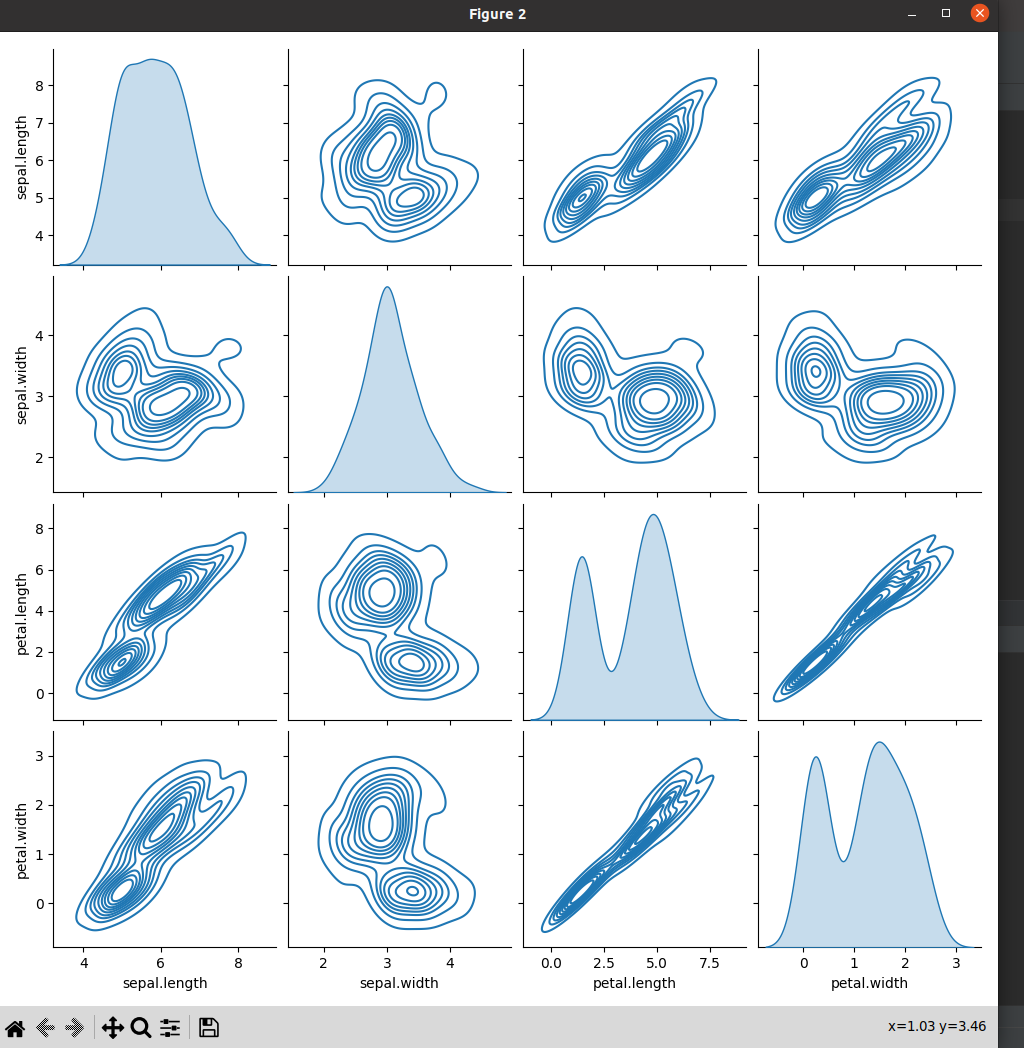 Figure 2
sepal.length
8
7
6
5
4
sepal.width
4
3
2
petal.length
8
6
4
2
0
petal.width
3
2
1
0
4 6 8 2 3 4 0.0 2.5 5.0 7.5 0 1 2 3
sepal.length sepal.width petal.length petal.width
x=1.03 y=3.46